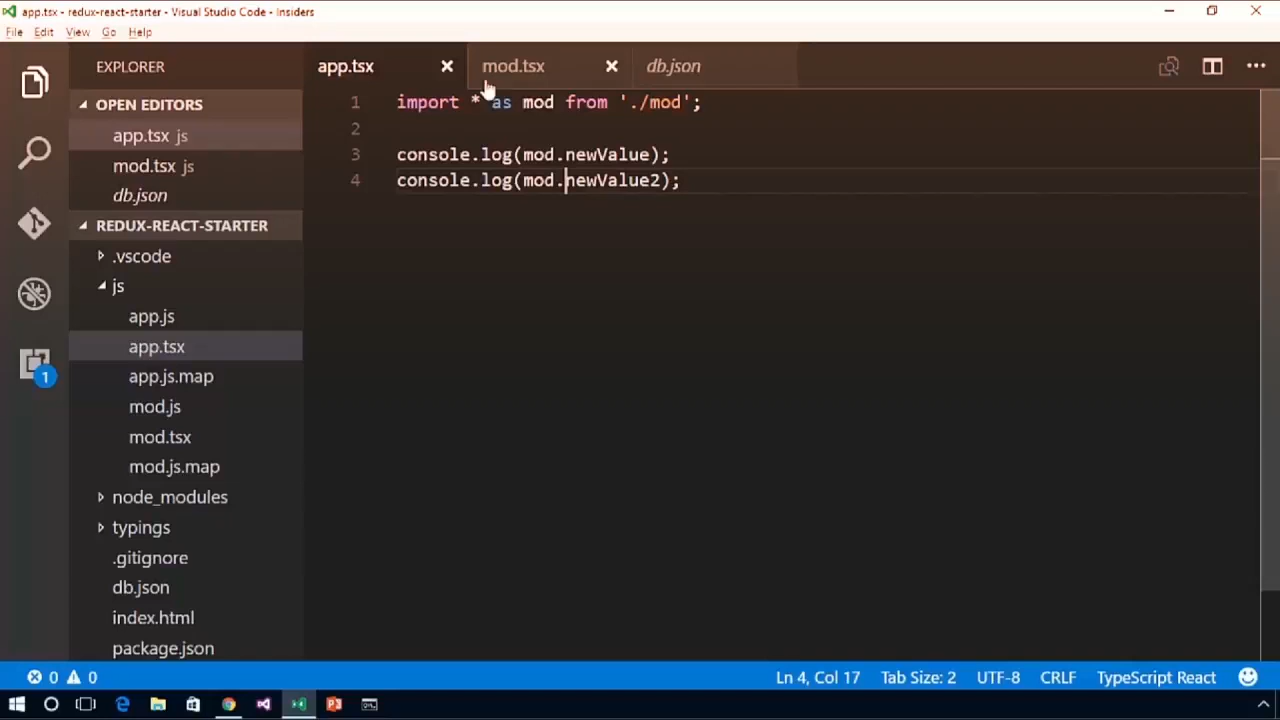 app.tsx - redux-react-starter - Visual Studio Code - Insiders
File Edit View Go Help
EXPLORER
OPEN EDITORS
app.tsx js
mod.tsx js
db.json
REDUX-REACT-STARTER
.vscode
js
app.js
app.tsx
app.js.map
mod.js
mod.tsx
mod.js.map
node_modules
typings
.gitignore
db.json
index.html
package.json
1
app.tsx mod.tsx db.json
1 import * as mod from './mod';
2
3 console.log(mod.newValue);
4 console.log(mod.newValue2);
0 0 Ln 4, Col 17 Tab Size: 2 UTF-8 CRLF TypeScript React